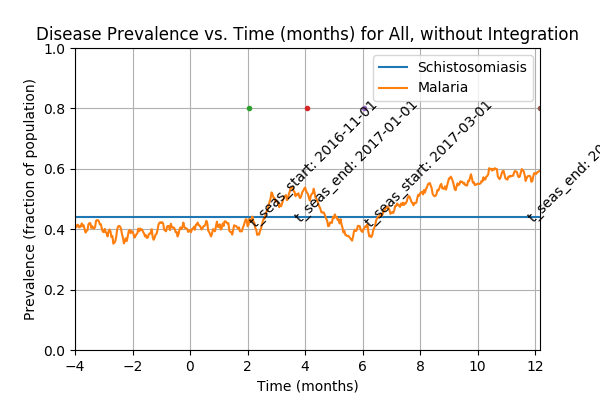 Disease Prevalence vs. Time (months) for All, without Integration
Prevalence (fraction of population)
1.0
0.8
0.6
0.4
0.2
0.0
Schistosomiasis
Malaria
t_seas_start: 2016-11-01
t_seas_end: 2017-01-01
t_seas_start: 2017-03-01
t_seas_end: 20
−4
−2
0
2
4
6
8
10
12
Time (months)